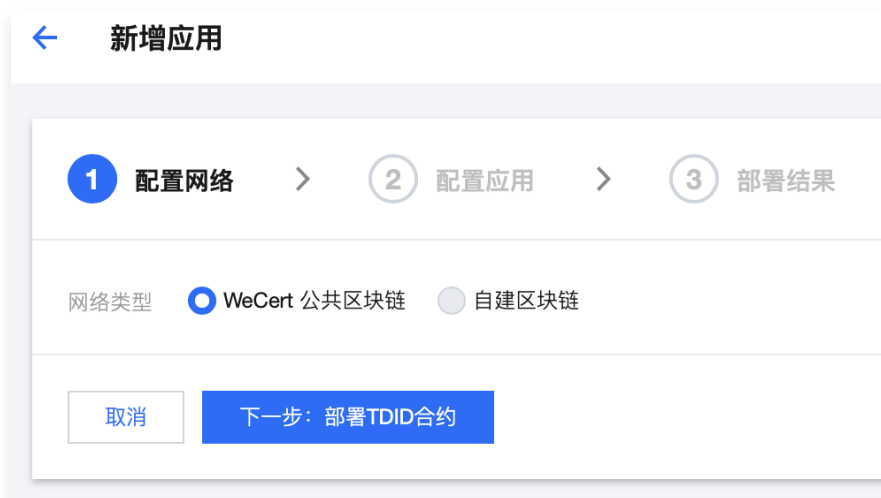 新增应用
1 配置网络 > 2 配置应用 > 3 部署结果
网络类型 WeCert 公共区块链 自建区块链
取消 下一步：部署TDID合约